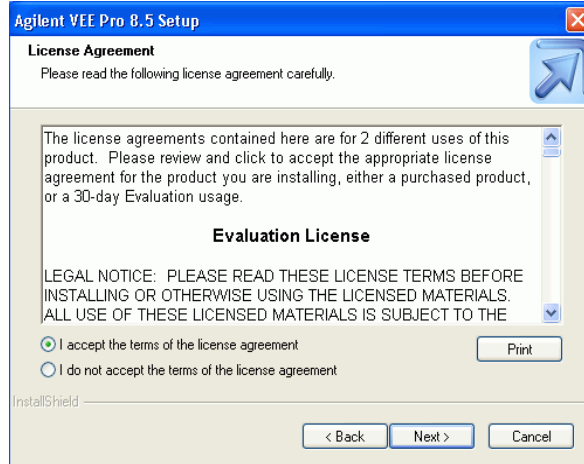 Agilent VEE Pro 8.5 Setup
License Agreement
Please read the following license agreement carefully.
The license agreements contained here are for 2 different uses of this
product.  Please review and click to accept the appropriate license
agreement for the product you are installing, either a purchased product,
or a 30-day Evaluation usage.
Evaluation License
LEGAL NOTICE:  PLEASE READ THESE LICENSE TERMS BEFORE
INSTALLING OR OTHERWISE USING THE LICENSED MATERIALS.
ALL USE OF THESE LICENSED MATERIALS IS SUBJECT TO THE
I accept the terms of the license agreement
Print
I do not accept the terms of the license agreement
InstallShield
< Back
Next >
Cancel